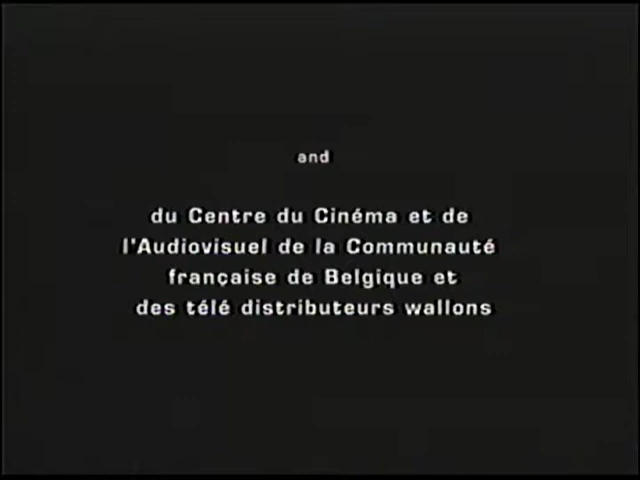 and
du Centre du Cinéma et de
l'Audiovisuel de la Communauté
française de Belgique et
des télé distributeurs wallons